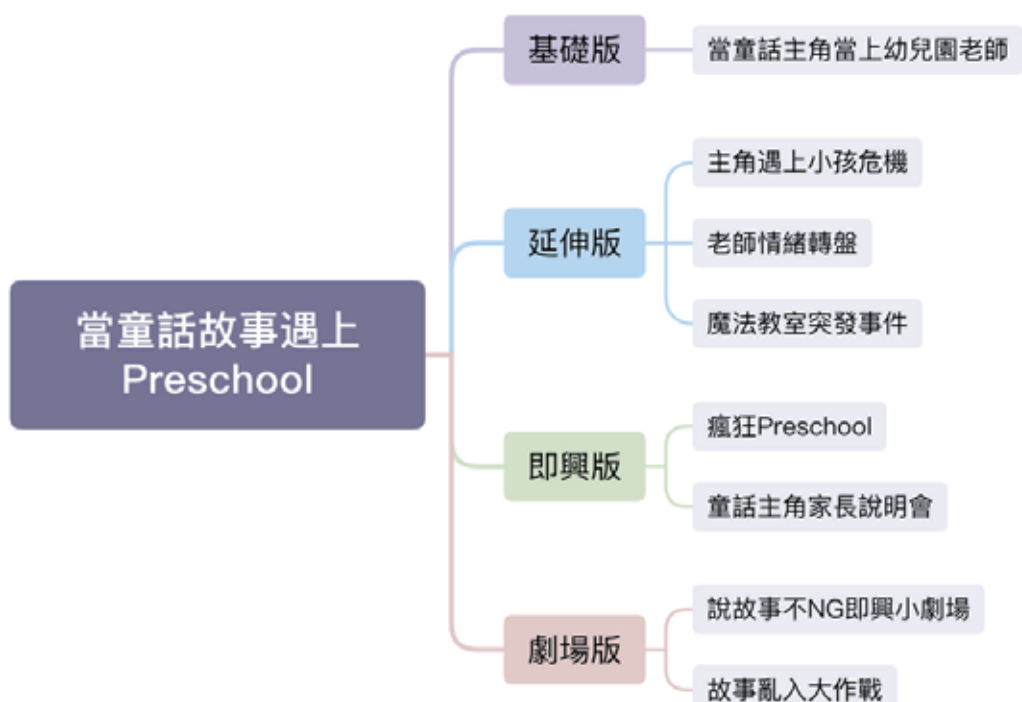 當童話故事遇上
Preschool
基礎版
當童話主角當上幼兒園老師
延伸版
主角遇上小孩危機
老師情緒轉盤
魔法教室突發事件
即興版
瘋狂Preschool
童話主角家長說明會
劇場版
說故事不NG即興小劇場
故事亂入大作戰